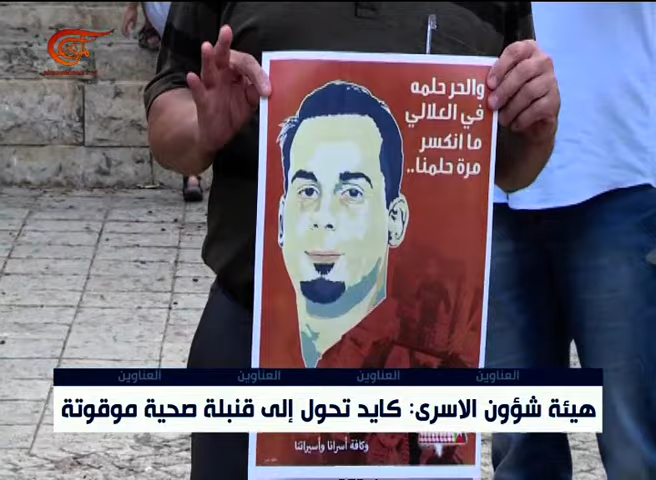 والحر حلمه
في العلالي
ما انكسر
مرة حلمنا..
العناوين العناوين العناوين العناوين
هيئة شؤون الاسرى: كايد تحول إلى قنبلة صحية موقوتة
وكافة أسرانا وأسيراتنا